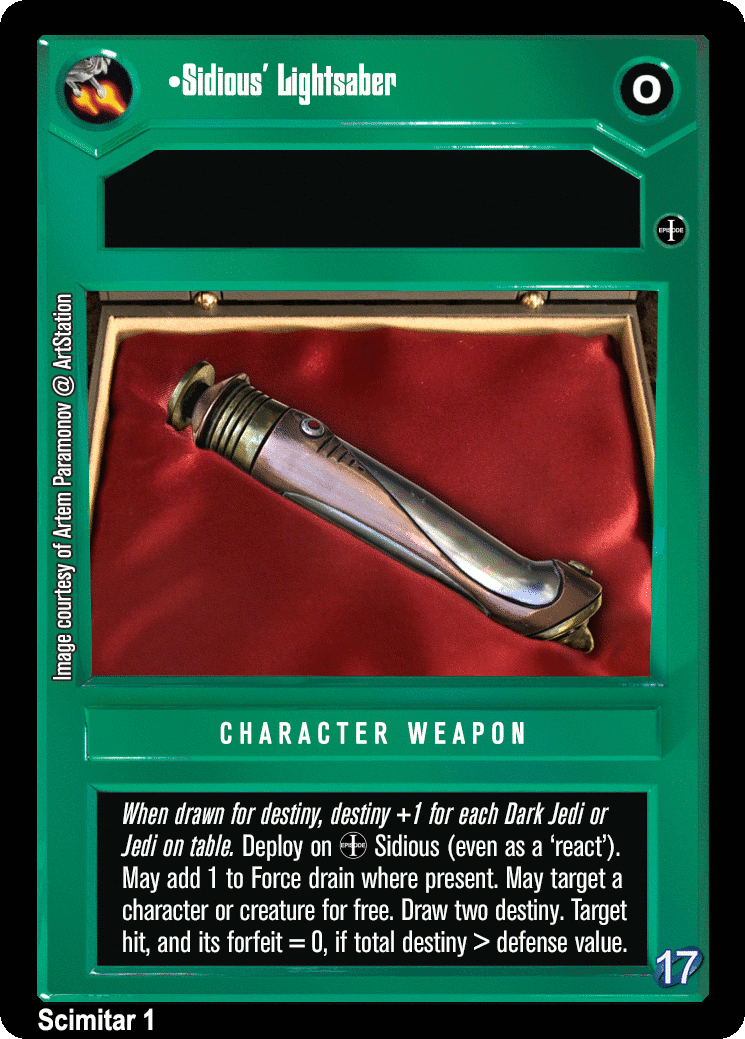 •Sidious’ Lightsaber
0
EPISODE I
Image courtesy of Artem Paramonov @ ArtStation
CHARACTER WEAPON
When drawn for destiny, destiny +1 for each Dark Jedi or
Jedi on table. Deploy on EPISODE I Sidious (even as a ‘react’).
May add 1 to Force drain where present. May target a
character or creature for free. Draw two destiny. Target
hit, and its forfeit = 0, if total destiny > defense value.
17
Scimitar 1